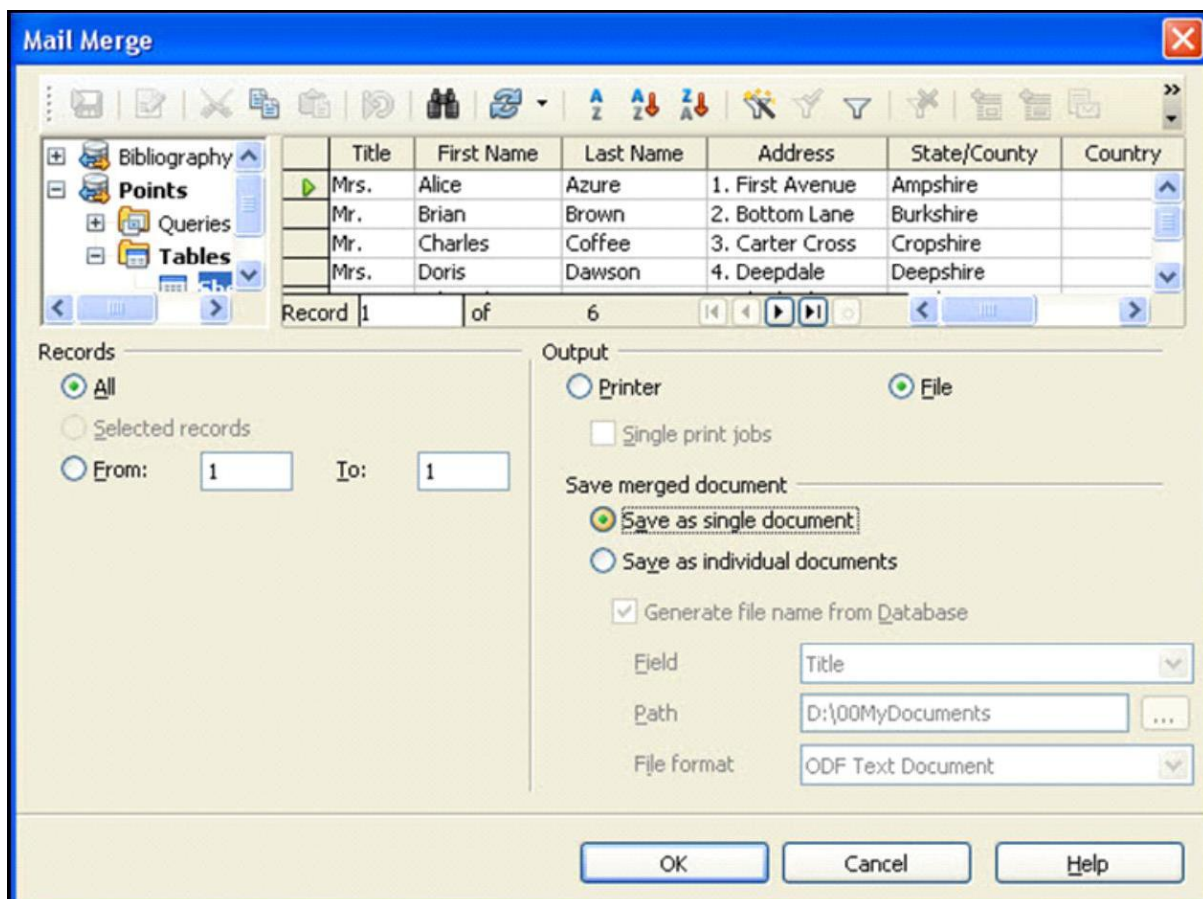 Mail Merge
Bibliography
Points
Queries
Tables
Title First Name Last Name Address State/County Country
Mrs. Alice Azure 1. First Avenue Ampshire
Mr. Brian Brown 2. Bottom Lane Burkshire
Mr. Charles Coffee 3. Carter Cross Cropshire
Mrs. Doris Dawson 4. Deepdale Deepshire
Record 1 of 6
Records
All
Selected records
From: 1 To: 1
Output
Printer File
Single print jobs
Save merged document
Save as single document
Save as individual documents
Generate file name from Database
Field Title
Path D:\00MyDocuments ...
File format ODF Text Document
OK Cancel Help